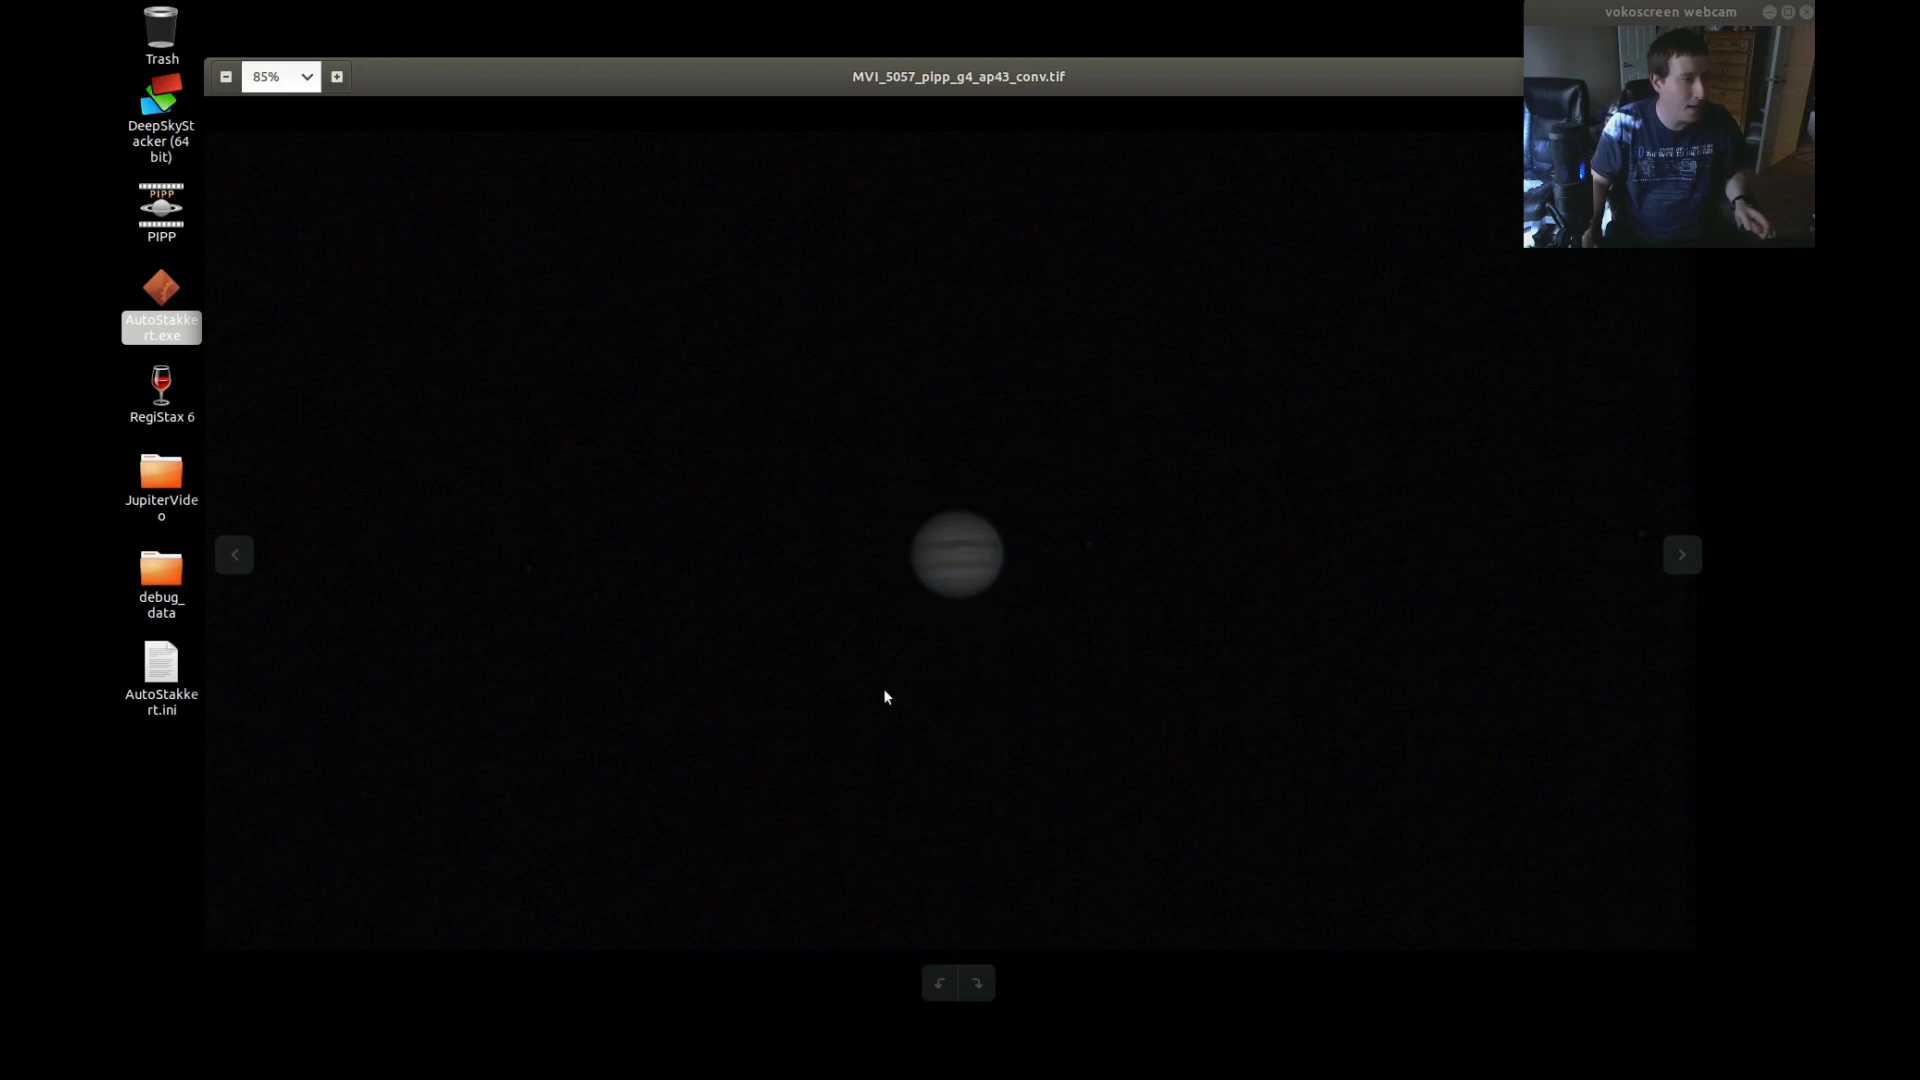 vokoscreen webcam
Trash
85%
MVI_5057_pipp_g4_ap43_conv.tif
DeepSkySt
acker (64
bit)
PIPP
PIPP
AutoStakke
rt.exe
RegiStax 6
JupiterVide
o
debug_
data
AutoStakke
rt.ini